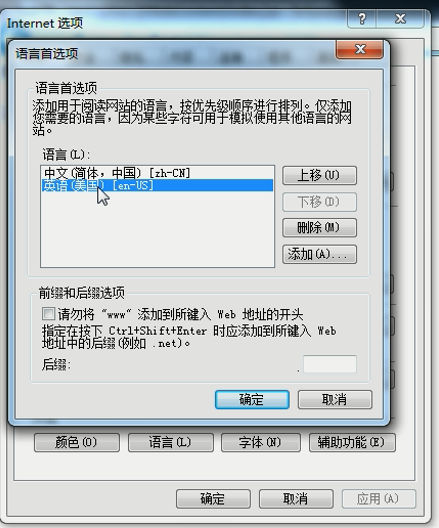 Internet 选项
语言首选项
语言首选项
添加用于阅读网站的语言，按优先级顺序进行排列。仅添加
您需要的语言，因为某些字符可用于模拟使用其他语言的网
站。
语言(L):
中文(简体，中国) [zh-CN]
英语(美国) [en-US]
上移(U)
下移(D)
删除(M)
添加(A)...
前缀和后缀选项
请勿将 "www" 添加到所键入 Web 地址的开头
指定在按下 Ctrl+Shift+Enter 时应添加到所键入 Web
地址中的后缀(例如 .net)。
后缀:
.
确定
取消
颜色(O)
语言(L)
字体(N)
辅助功能(E)
确定
取消
应用(A)